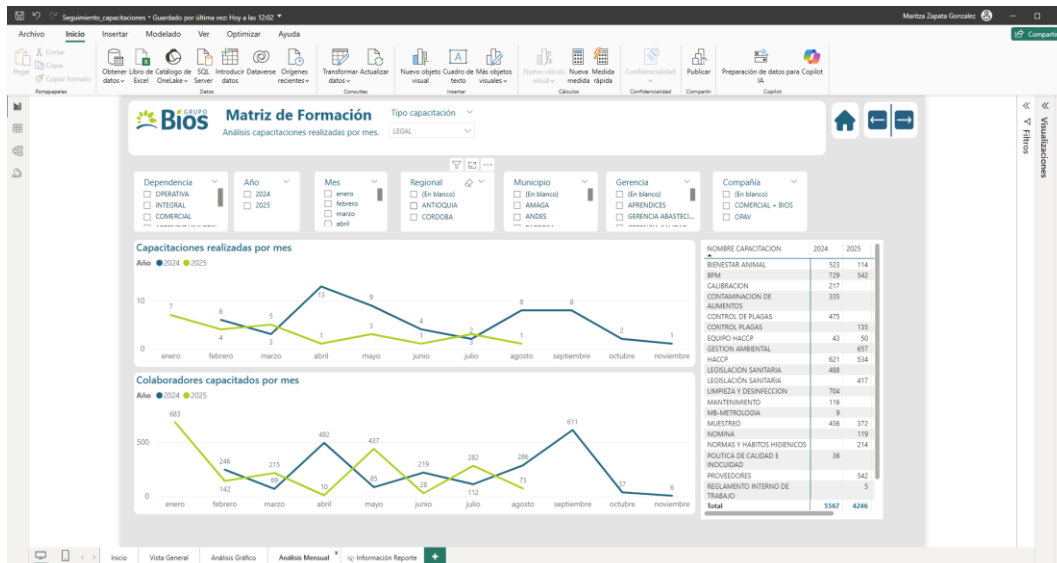 Seguimiento_capacitaciones • Guardado por última vez: Hoy a las 12:02
Maritza Zapata Gonzalez
Archivo Inicio Insertar Modelado Ver Optimizar Ayuda
Compartir
Pegar
Cortar
Copia
Copiar formato
Obtener datos
Libro de Excel
Catálogo de OneLake
SQL Server
Introducir datos
Dataverse
Orígenes recientes
Transformar datos
Actualizar
Nuevo objeto visual
Cuadro de texto
Más objetos visuales
Nuevo cálculo visual
Nueva medida
Medida rápida
Confidencialidad
Publicar
Preparación de datos para IA
Copilot
Portapapeles Datos Consultas Insertar Cálculos Confidencialidad Compartir Copilot
GRUPO
Bios
Matriz de Formación
Análisis capacitaciones realizadas por mes.
Tipo capacitación
LEGAL
Filtros
Visualizaciones
Dependencia
OPERATIVA
INTEGRAL
COMERCIAL
Año
2024
2025
Mes
enero
febrero
marzo
abril
Regional
(En blanco)
ANTIOQUIA
CORDOBA
Municipio
(En blanco)
AMAGA
ANDES
Gerencia
(En blanco)
APRENDICES
GERENCIA ABASTECI...
Compañía
(En blanco)
COMERCIAL + BIOS
OPAV
Capacitaciones realizadas por mes
Año 2024 2025
10
0
7
6
4
5
3
13
1
9
3
4
1
2
3
8
1
8
2
1
enero febrero marzo abril mayo junio julio agosto septiembre octubre noviembre
Colaboradores capacitados por mes
Año 2024 2025
500
0
683
246
142
215
69
492
10
437
85
219
28
282
112
286
73
611
37
6
enero febrero marzo abril mayo junio julio agosto septiembre octubre noviembre
NOMBRE CAPACITACION 2024 2025
BIENESTAR ANIMAL 523 114
BPM 729 542
CALIBRACION 217
CONTAMINACION DE
ALIMENTOS 335
CONTROL DE PLAGAS 475
CONTROL PLAGAS 135
EQUIPO HACCP 43 50
GESTION AMBIENTAL 657
HACCP 621 534
LEGISLACION SANITARIA 488
LEGISLACIÓN SANITARIA 417
LIMPIEZA Y DESINFECCION 704
MANTENIMIENTO 116
MB-METROLOGIA 9
MUESTREO 436 372
NOMINA 119
NORMAS Y HABITOS HIGIENICOS 214
POLITICA DE CALIDAD E
INOCUIDAD 36
PROVEEDORES 542
REGLAMENTO INTERNO DE
TRABAJO 5
Total 5567 4246
Inicio Vista General Análisis Gráfico Análisis Mensual Información Reporte